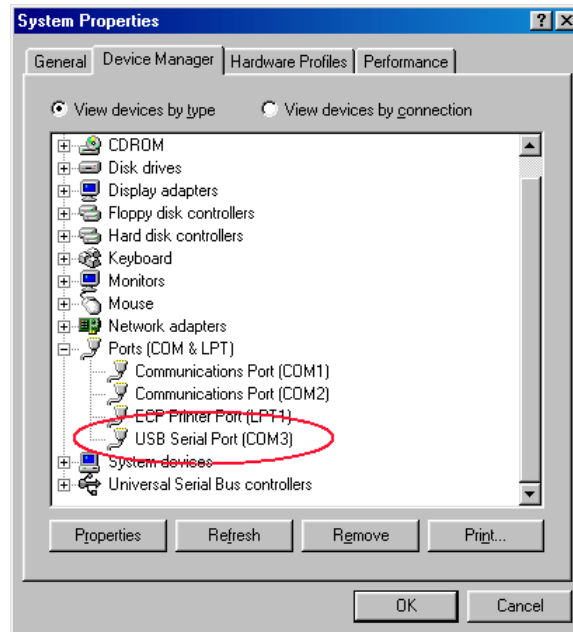 System Properties
General Device Manager Hardware Profiles Performance
View devices by type View devices by connection
CDROM
Disk drives
Display adapters
Floppy disk controllers
Hard disk controllers
Keyboard
Monitors
Mouse
Network adapters
Ports (COM & LPT)
Communications Port (COM1)
Communications Port (COM2)
ECP Printer Port (LPT1)
USB Serial Port (COM3)
System devices
Universal Serial Bus controllers
Properties Refresh Remove Print...
OK Cancel